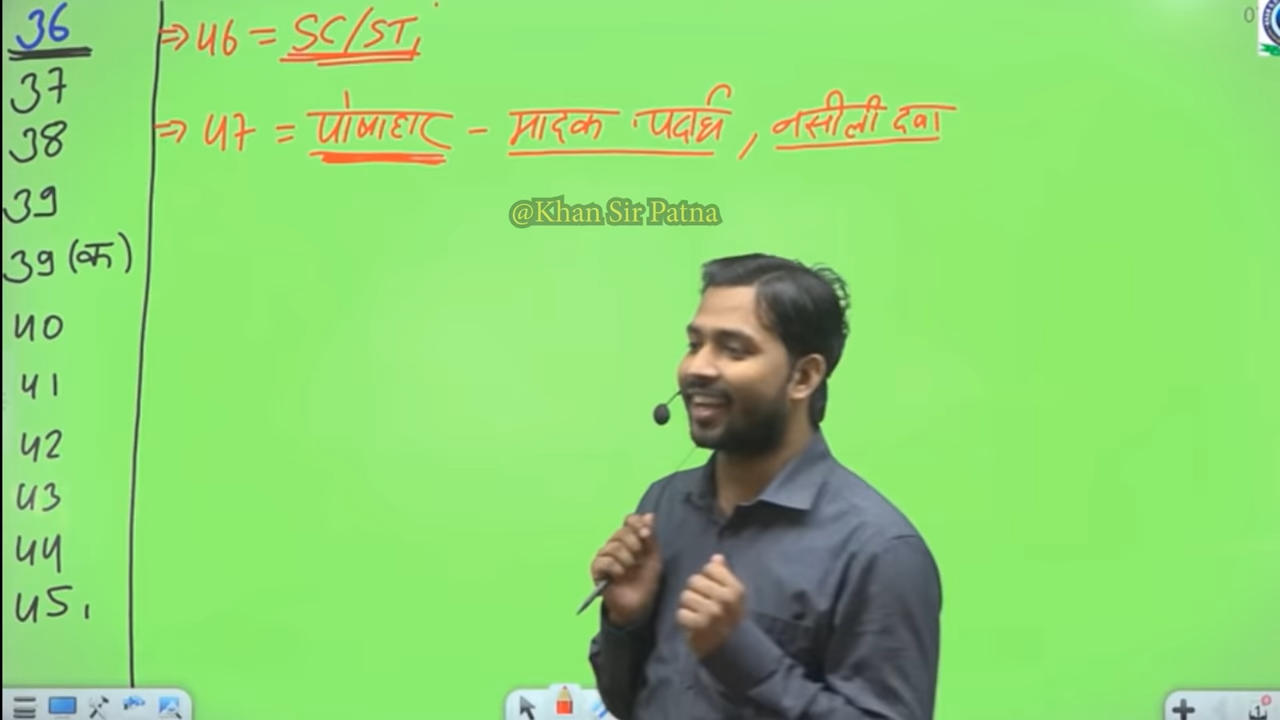 36
37
38
39
39 (क)
40
41
42
43
44
45,
⇒ 46 = SC/ST,
⇒ 47 = पोषाहार - मादक पदार्थ, नसीली दवा
@Khan Sir Patna